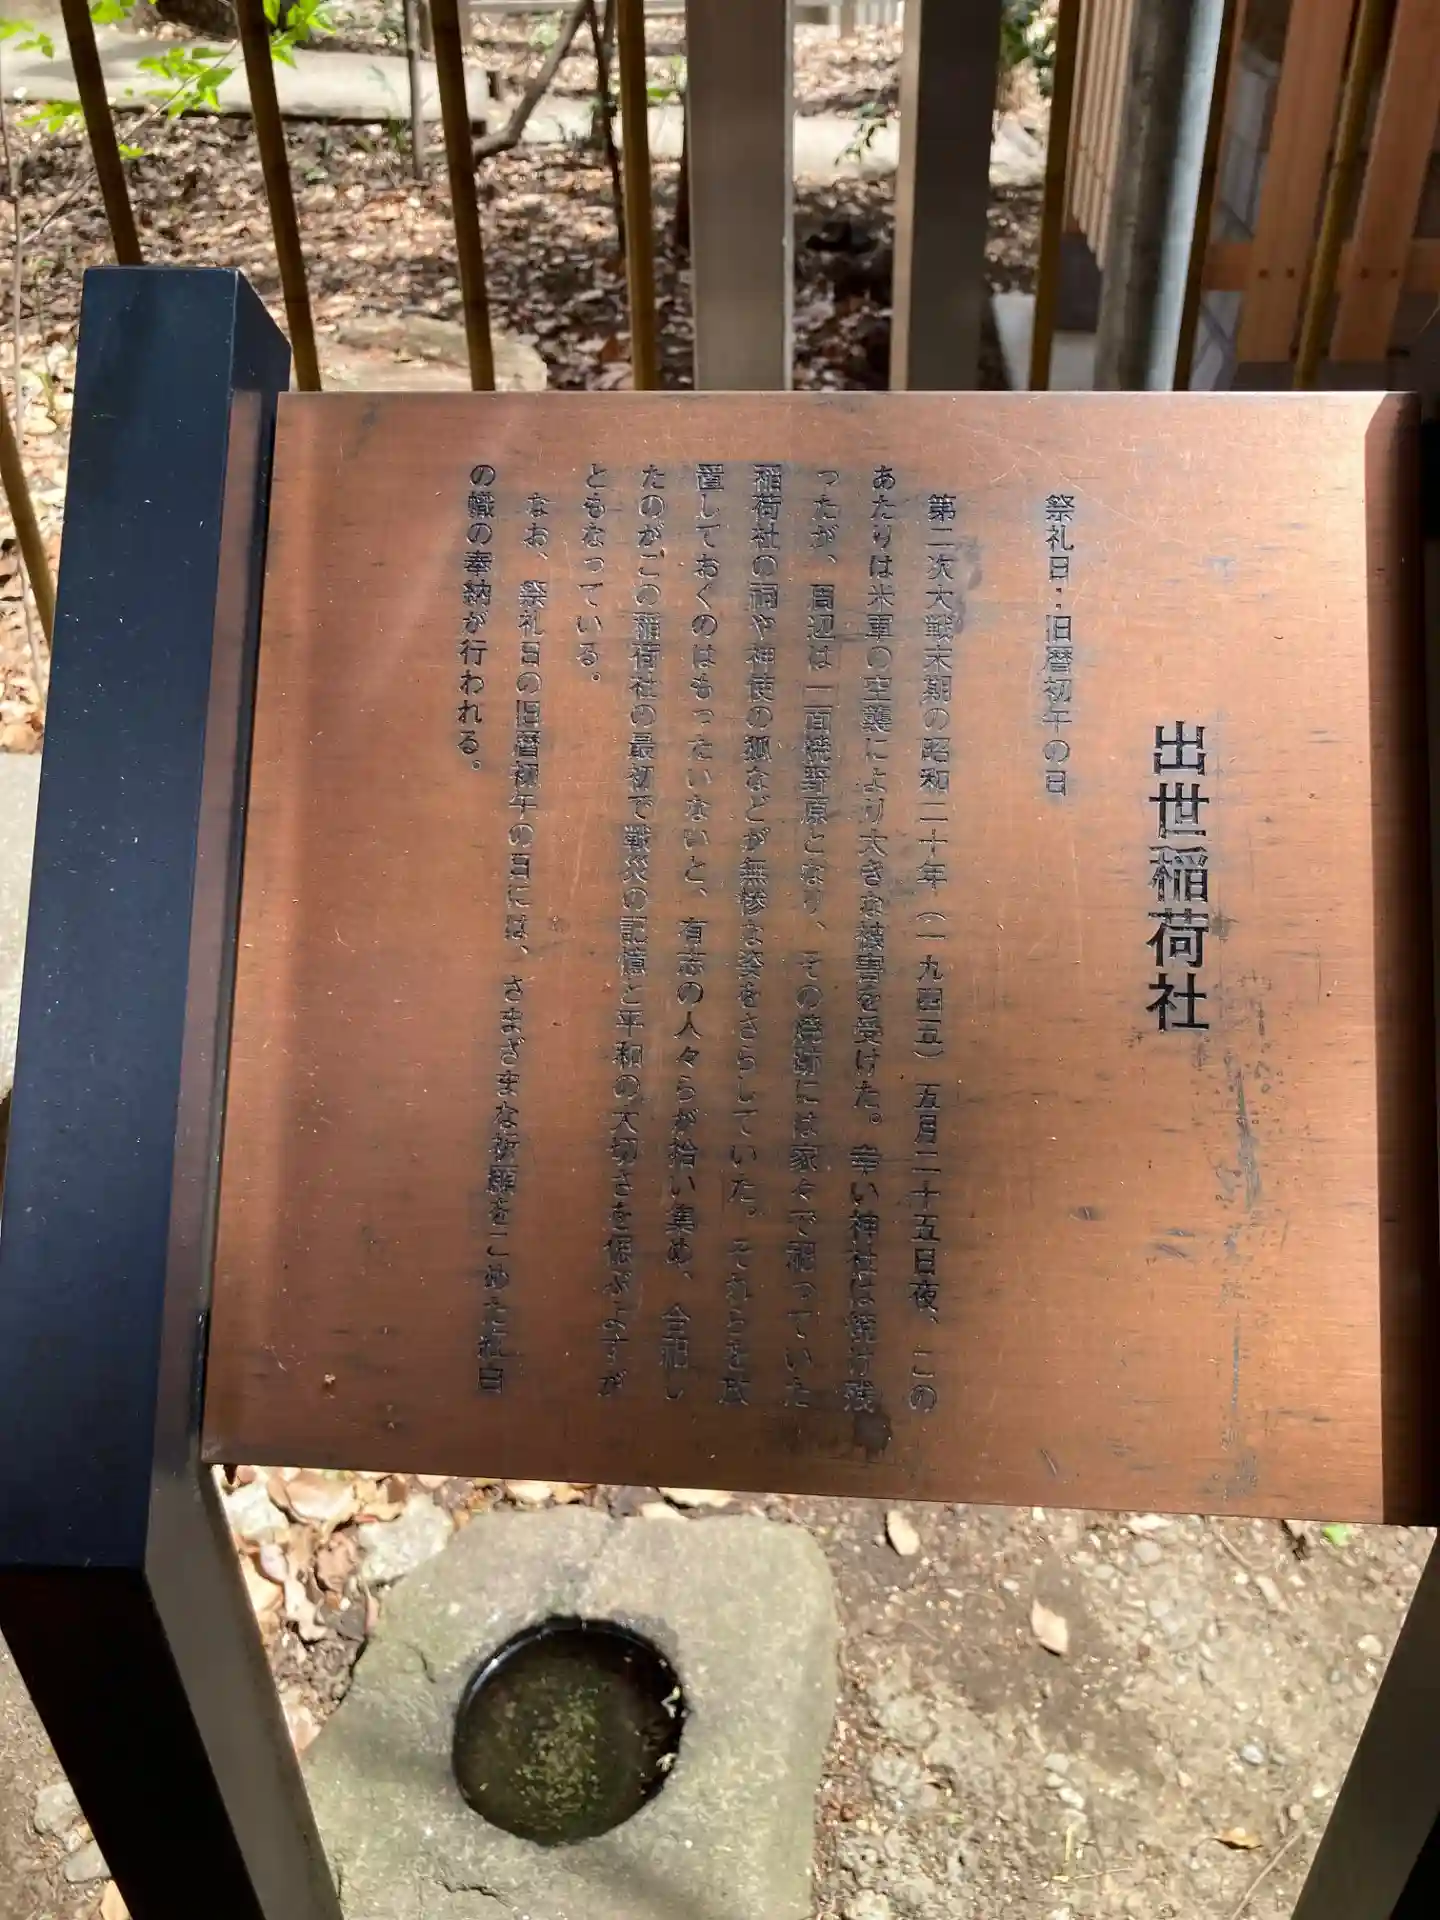 出世稲荷社
祭礼日：旧暦初午の日
第二次大戦末期の昭和二十年（一九四五）五月二十五日夜、この
あたりは米軍の空襲により大きな被害を受けた。幸い神社は焼け残
ったが、周辺は一面焼野原となり、その焼跡には家々で祀っていた
稲荷社の祠や神使の狐などが無惨な姿をさらしていた。それらを放
置しておくのはもったいないと、有志の人々らが拾い集め、合祀し
たのがこの稲荷社の最初で戦災の記憶と平和の大切さを偲ぶよすが
ともなっている。
なお、祭礼日の旧暦初午の日には、さまざまな祈願をこめた紅白
の幟の奉納が行われる。